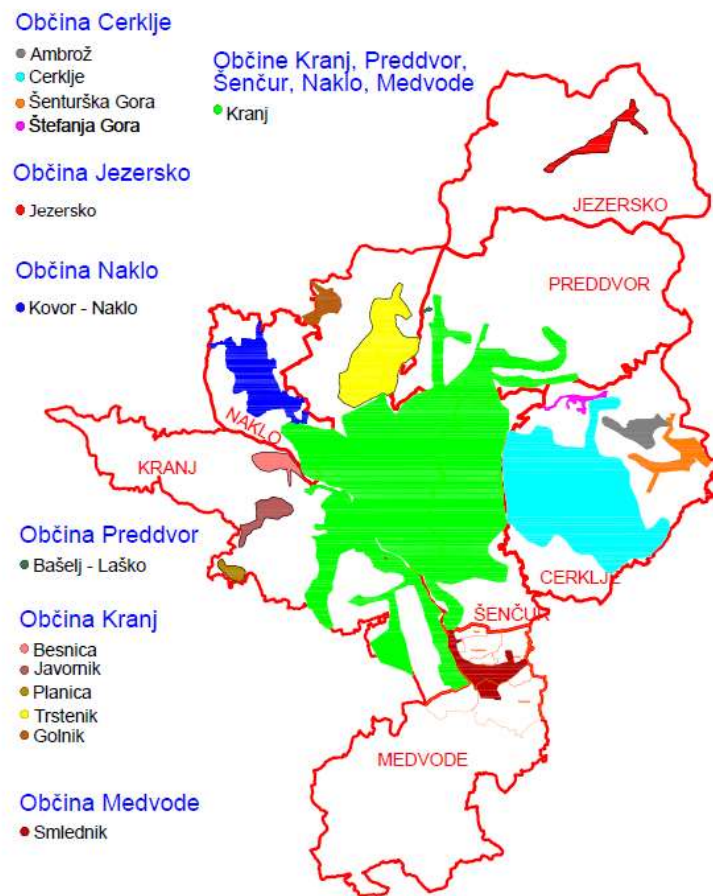 Občina Cerklje
Ambrož
Cerklje
Šenturška Gora
Štefanja Gora
Občine Kranj, Preddvor,
Šenčur, Naklo, Medvode
Kranj
Občina Jezersko
Jezersko
JEZERSKO
PREDDVOR
Občina Naklo
Kovor - Naklo
NAKLO
KRANJ
Občina Preddvor
Bašelj - Laško
CERKLJE
ŠENČUR
Občina Kranj
Besnica
Javornik
Planica
Trstenik
Golnik
MEDVODE
Občina Medvode
Smlednik